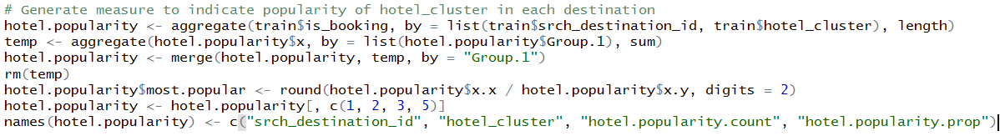 # Generate measure to indicate popularity of hotel_cluster in each destination
hotel.popularity <- aggregate(train$is_booking, by = list(train$srch_destination_id, train$hotel_cluster), length)
temp <- aggregate(hotel.popularity$x, by = list(hotel.popularity$Group.1), sum)
hotel.popularity <- merge(hotel.popularity, temp, by = "Group.1")
rm(temp)
hotel.popularity$most.popular <- round(hotel.popularity$x.x / hotel.popularity$x.y, digits = 2)
hotel.popularity <- hotel.popularity[, c(1, 2, 3, 5)]
names(hotel.popularity) <- c("srch_destination_id", "hotel_cluster", "hotel.popularity.count", "hotel.popularity.prop")